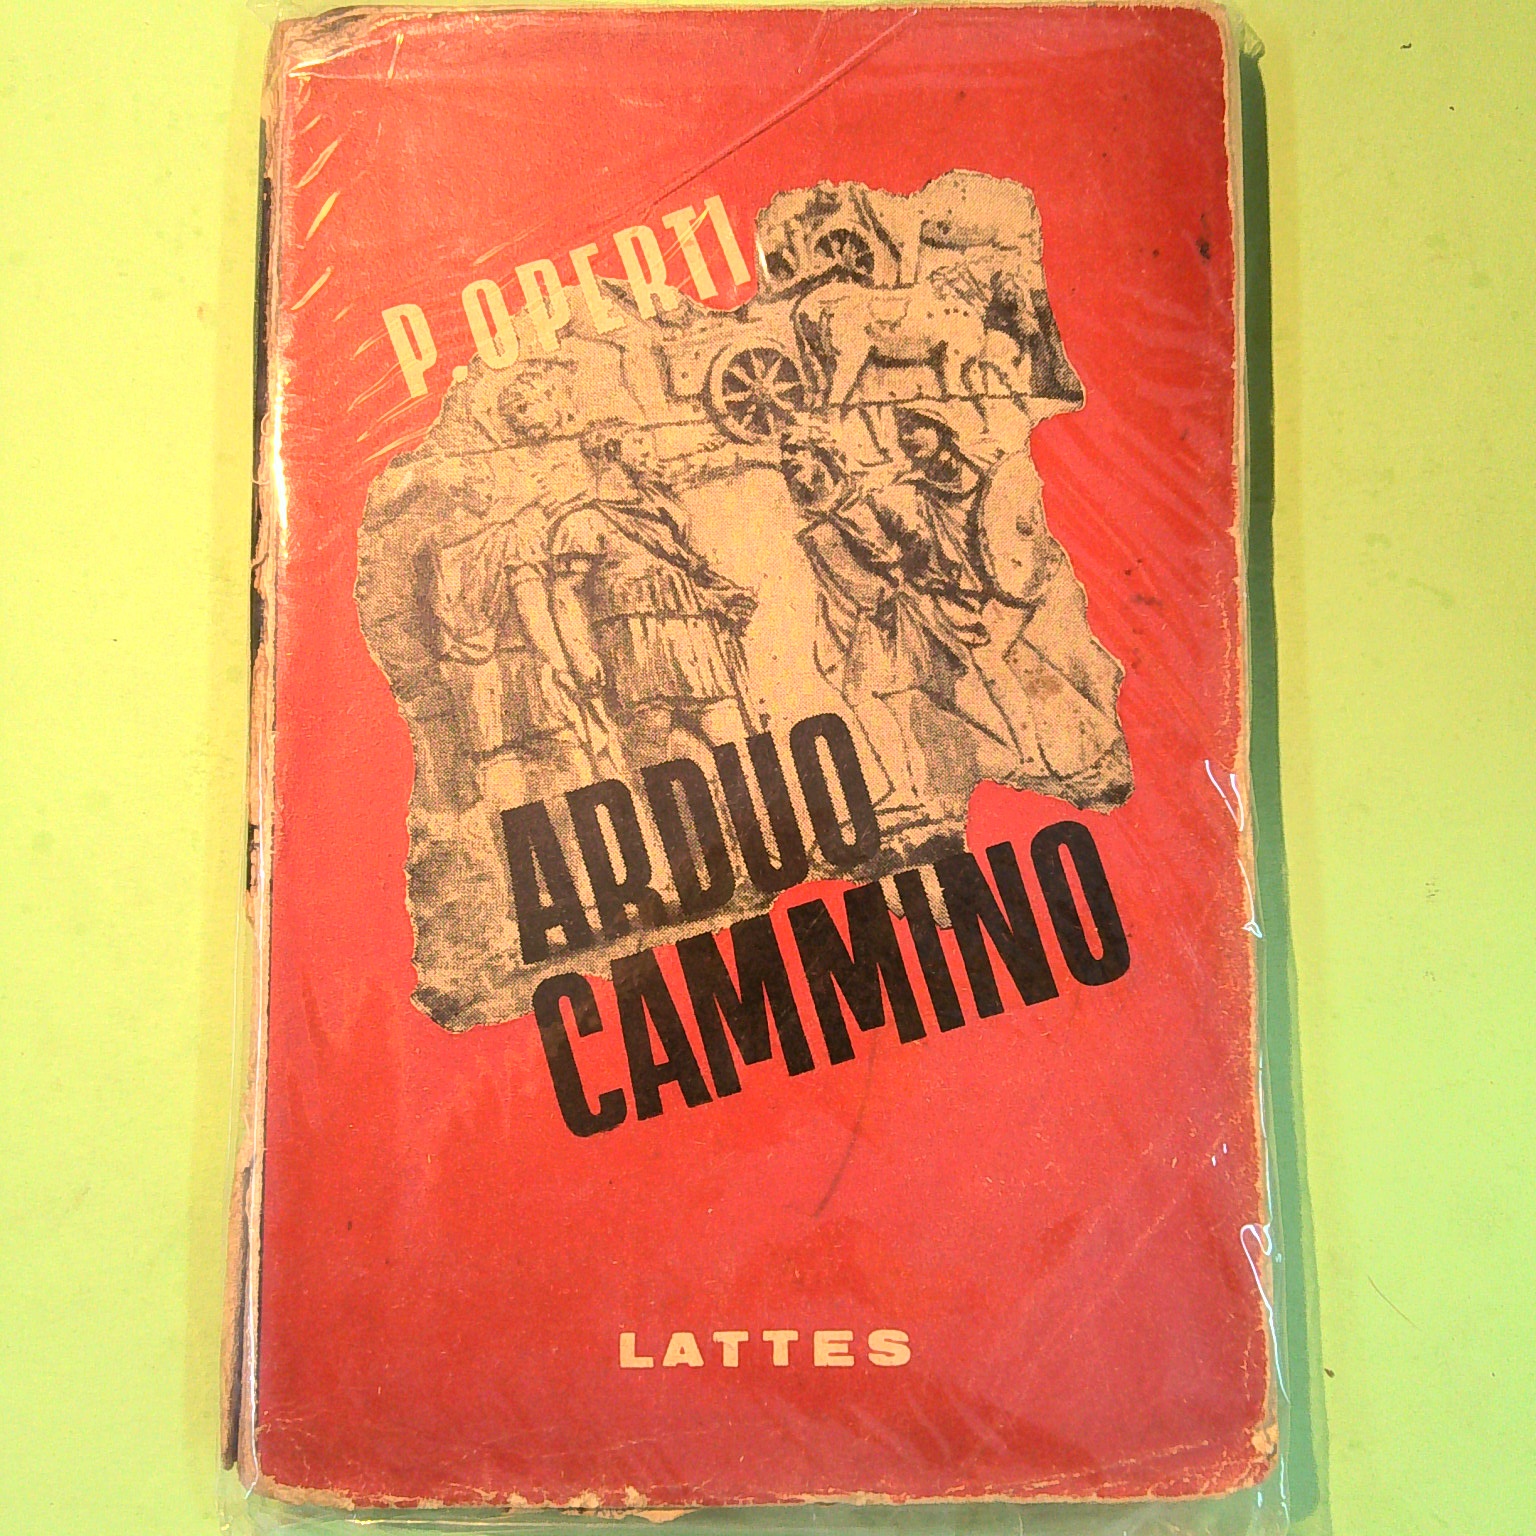 P. OPERTI
ARDUO
CAMMINO
LATTES